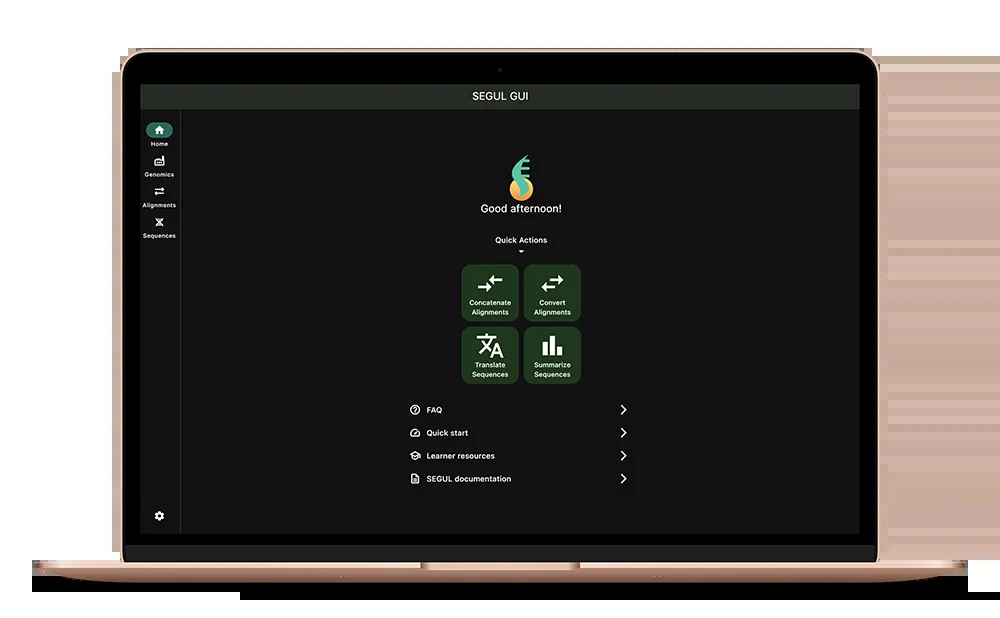 SEGUL GUI
Home
Genomics
Alignments
Sequences
Good afternoon!
Quick Actions
Concatenate
Alignments
Convert
Alignments
Translate
Sequences
Summarize
Sequences
FAQ
Quick start
Learner resources
SEGUL documentation